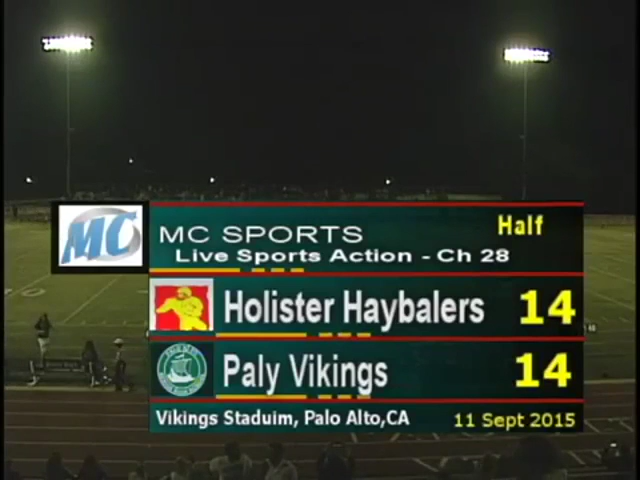 MC
MC SPORTS
Half
Live Sports Action - Ch 28
Holister Haybalers 14
Paly Vikings 14
Vikings Staduim, Palo Alto,CA
11 Sept 2015